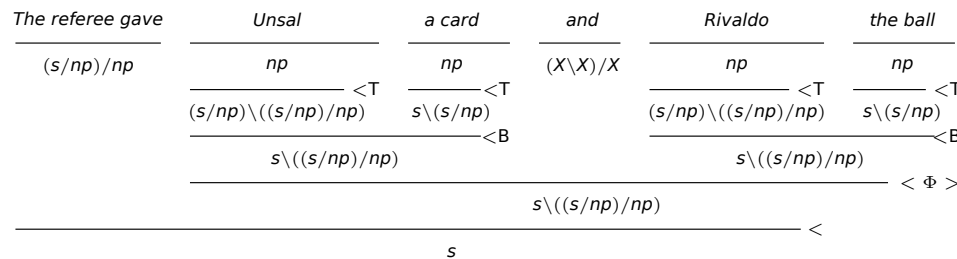 The referee gave Unsal a card and Rivaldo the ball
(s/np)/np np np (X\X)/X np np
<T <T <T <T
(s/np)\((s/np)/np) s\(s/np) (s/np)\((s/np)/np) s\(s/np)
<B <B
s\((s/np)/np) s\((s/np)/np)
< Φ >
s\((s/np)/np)
<
s